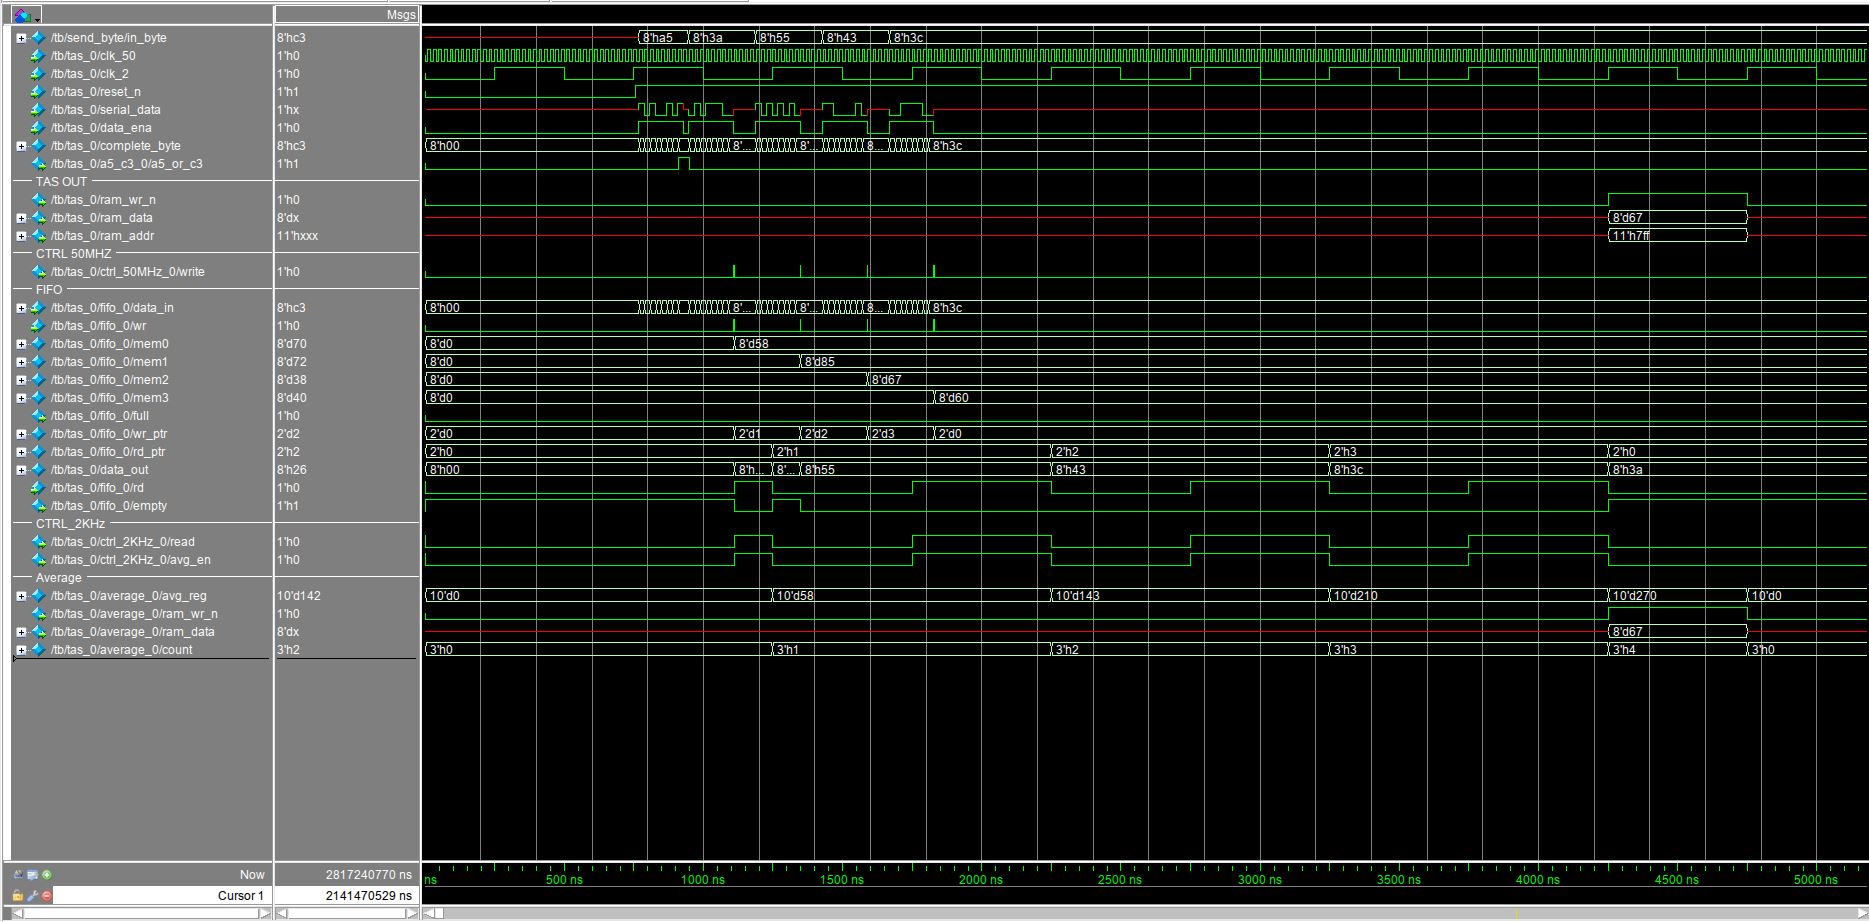 Msgs
/tb/send_byte/in_byte 8'hc3 8'ha5 8'h3a 8'h55 8'h43 8'h3c
/tb/tas_0/clk_50 1'h0
/tb/tas_0/clk_2 1'h0
/tb/tas_0/reset_n 1'h1
/tb/tas_0/serial_data 1'hx
/tb/tas_0/data_ena 1'h0
/tb/tas_0/complete_byte 8'hc3 8'h00 8'... 8'... 8... 8'h3c
/tb/tas_0/a5_c3_0/a5_or_c3 1'h1
TAS OUT
/tb/tas_0/ram_wr_n 1'h0
/tb/tas_0/ram_data 8'dx 8'd67
/tb/tas_0/ram_addr 11'hxxx 11'h7ff
CTRL 50MHZ
/tb/tas_0/ctrl_50MHz_0/write 1'h0
FIFO
/tb/tas_0/fifo_0/data_in 8'hc3 8'h00 8'... 8'... 8... 8'h3c
/tb/tas_0/fifo_0/wr 1'h0
/tb/tas_0/fifo_0/mem0 8'd70 8'd0 8'd58
/tb/tas_0/fifo_0/mem1 8'd72 8'd0 8'd85
/tb/tas_0/fifo_0/mem2 8'd38 8'd0 8'd67
/tb/tas_0/fifo_0/mem3 8'd40 8'd0 8'd60
/tb/tas_0/fifo_0/full 1'h0
/tb/tas_0/fifo_0/wr_ptr 2'd2 2'd0 2'd1 2'd2 2'd3 2'd0
/tb/tas_0/fifo_0/rd_ptr 2'h2 2'h0 2'h1 2'h2 2'h3 2'h0
/tb/tas_0/fifo_0/data_out 8'h26 8'h00 8'h... 8'... 8'h55 8'h43 8'h3c 8'h3a
/tb/tas_0/fifo_0/rd 1'h0
/tb/tas_0/fifo_0/empty 1'h1
CTRL_2KHz
/tb/tas_0/ctrl_2KHz_0/read 1'h0
/tb/tas_0/ctrl_2KHz_0/avg_en 1'h0
Average
/tb/tas_0/average_0/avg_reg 10'd142 10'd0 10'd58 10'd143 10'd210 10'd270 10'd0
/tb/tas_0/average_0/ram_wr_n 1'h0
/tb/tas_0/average_0/ram_data 8'dx 8'd67
/tb/tas_0/average_0/count 3'h2 3'h0 3'h1 3'h2 3'h3 3'h4 3'h0
Now 2817240770 ns ns 500 ns 1000 ns 1500 ns 2000 ns 2500 ns 3000 ns 3500 ns 4000 ns 4500 ns 5000 ns
Cursor 1 2141470529 ns